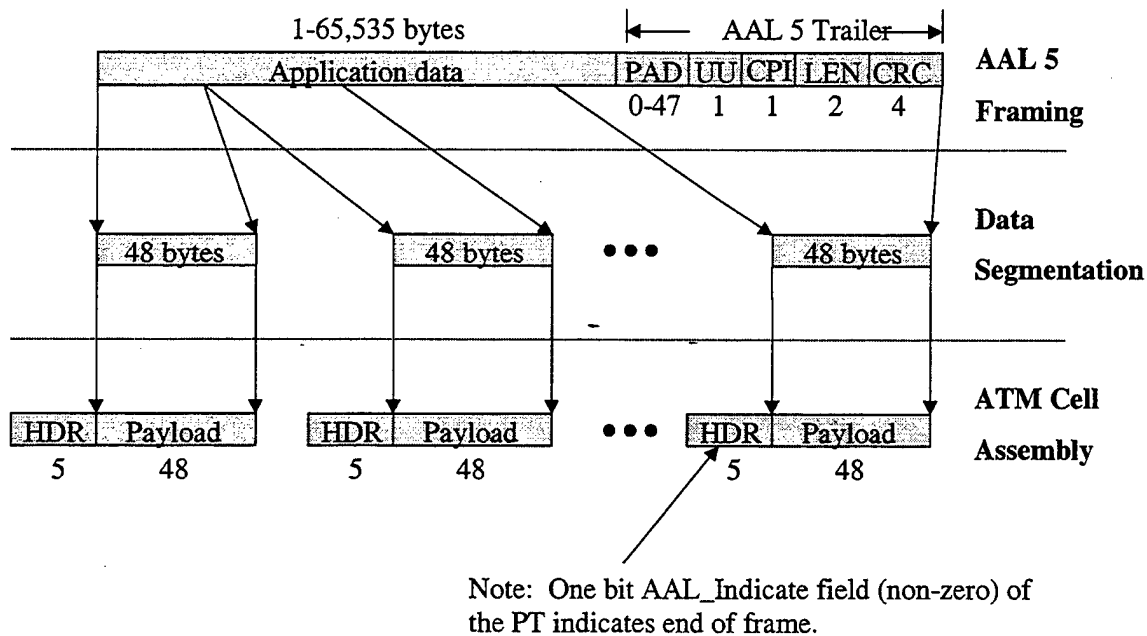 1-65,535 bytes
AAL 5 Trailer
Application data PAD UU CPI LEN CRC
AAL 5
0-47 1 1 2 4
Framing
48 bytes 48 bytes ••• 48 bytes
Data
Segmentation
HDR Payload HDR Payload ••• HDR Payload
ATM Cell
5 48 5 48 5 48
Assembly
Note: One bit AAL_Indicate field (non-zero) of
the PT indicates end of frame.